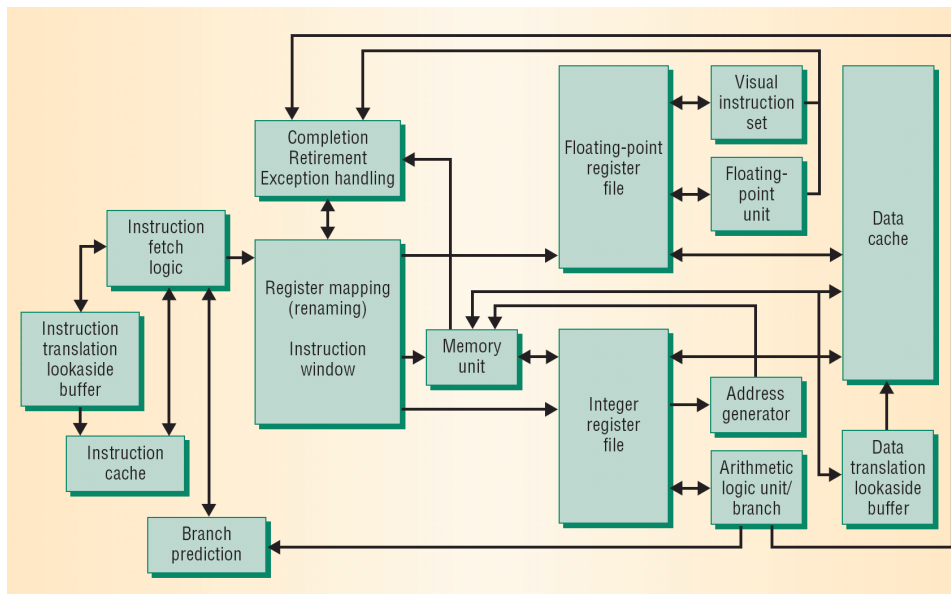 Completion
Retirement
Exception handling
Floating-point
register
file
Visual
instruction
set
Floating-
point
unit
Data
cache
Instruction
fetch
logic
Register mapping
(renaming)
Instruction
window
Instruction
translation
lookaside
buffer
Memory
unit
Integer
register
file
Address
generator
Instruction
cache
Arithmetic
logic unit/
branch
Data
translation
lookaside
buffer
Branch
prediction